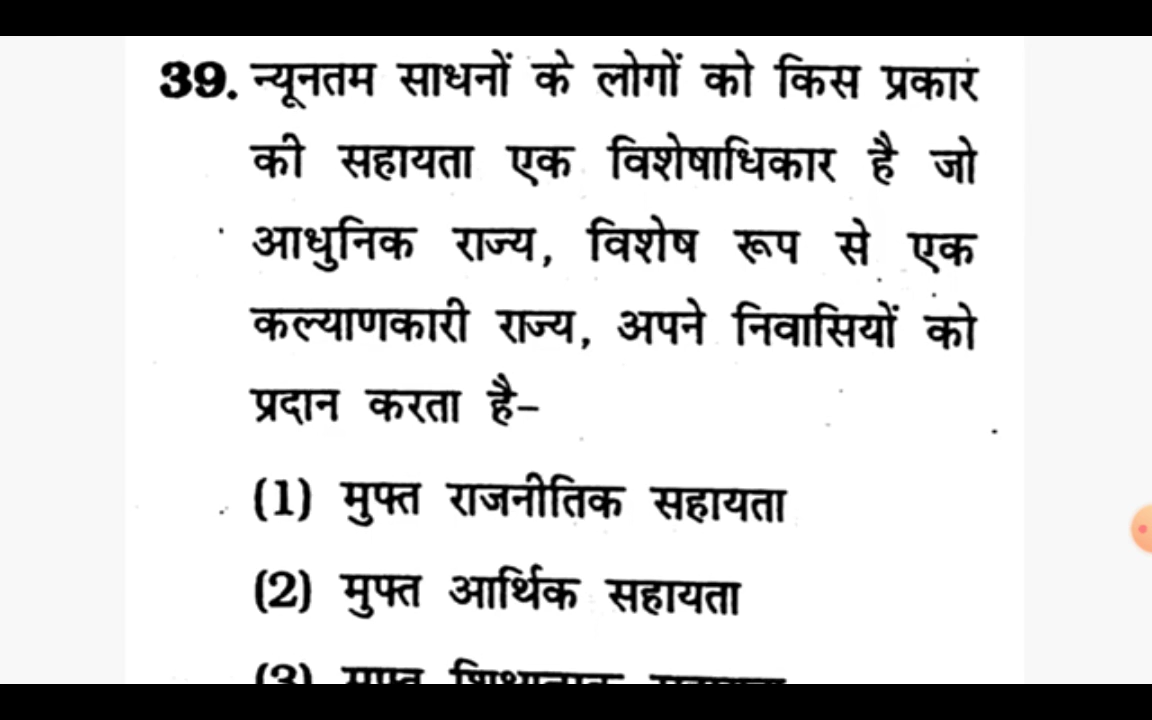 39. न्यूनतम साधनों के लोगों को किस प्रकार
की सहायता एक विशेषाधिकार है जो
आधुनिक राज्य, विशेष रूप से एक
कल्याणकारी राज्य, अपने निवासियों को
प्रदान करता है–
(1) मुफ्त राजनीतिक सहायता
(2) मुफ्त आर्थिक सहायता
(3) मुफ्त